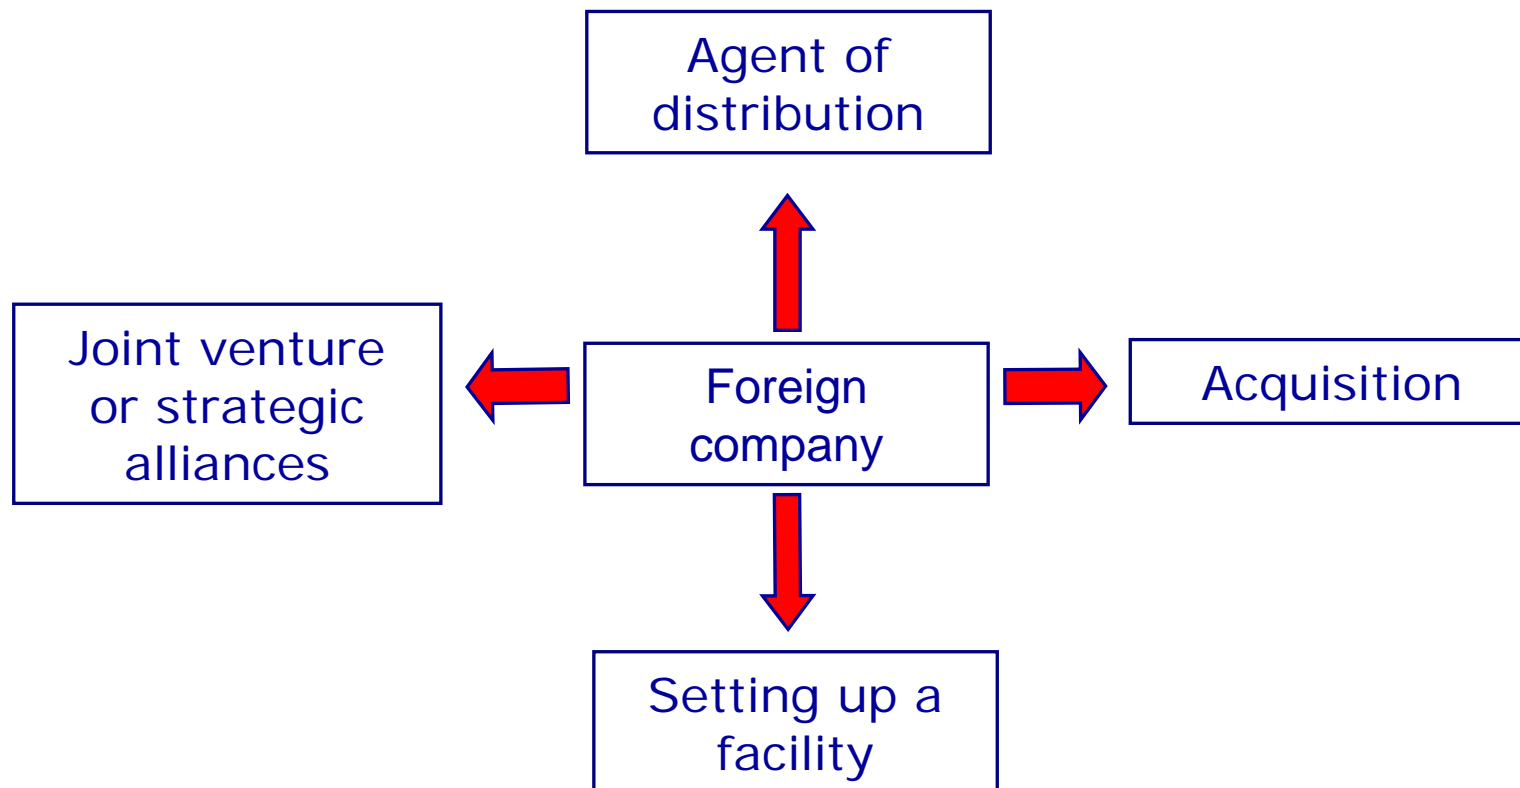 Agent of
distribution
Joint venture
or strategic
alliances
Foreign
company
Acquisition
Setting up a
facility